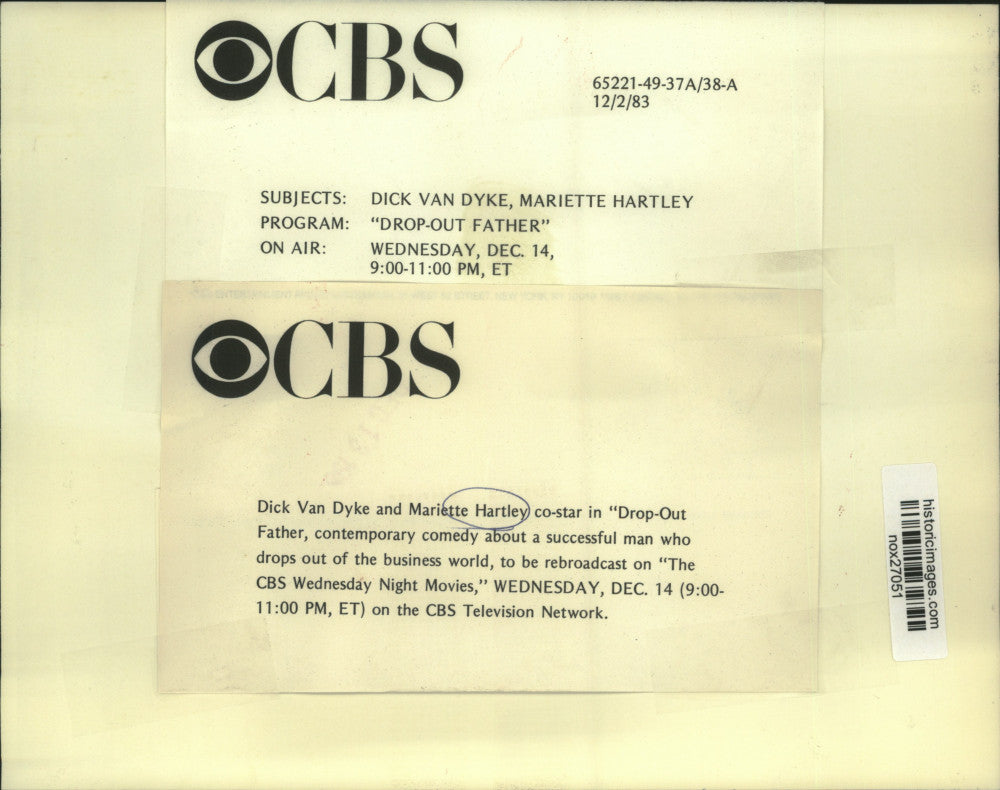 CBS
65221-49-37A/38-A
12/2/83
SUBJECTS: DICK VAN DYKE, MARIETTE HARTLEY
PROGRAM: "DROP-OUT FATHER"
ON AIR: WEDNESDAY, DEC. 14,
9:00-11:00 PM, ET
CBS
Dick Van Dyke and Mariette Hartley co-star in "Drop-Out
Father, contemporary comedy about a successful man who
drops out of the business world, to be rebroadcast on "The
CBS Wednesday Night Movies," WEDNESDAY, DEC. 14 (9:00-
11:00 PM, ET) on the CBS Television Network.
historicimages.com
nox27051